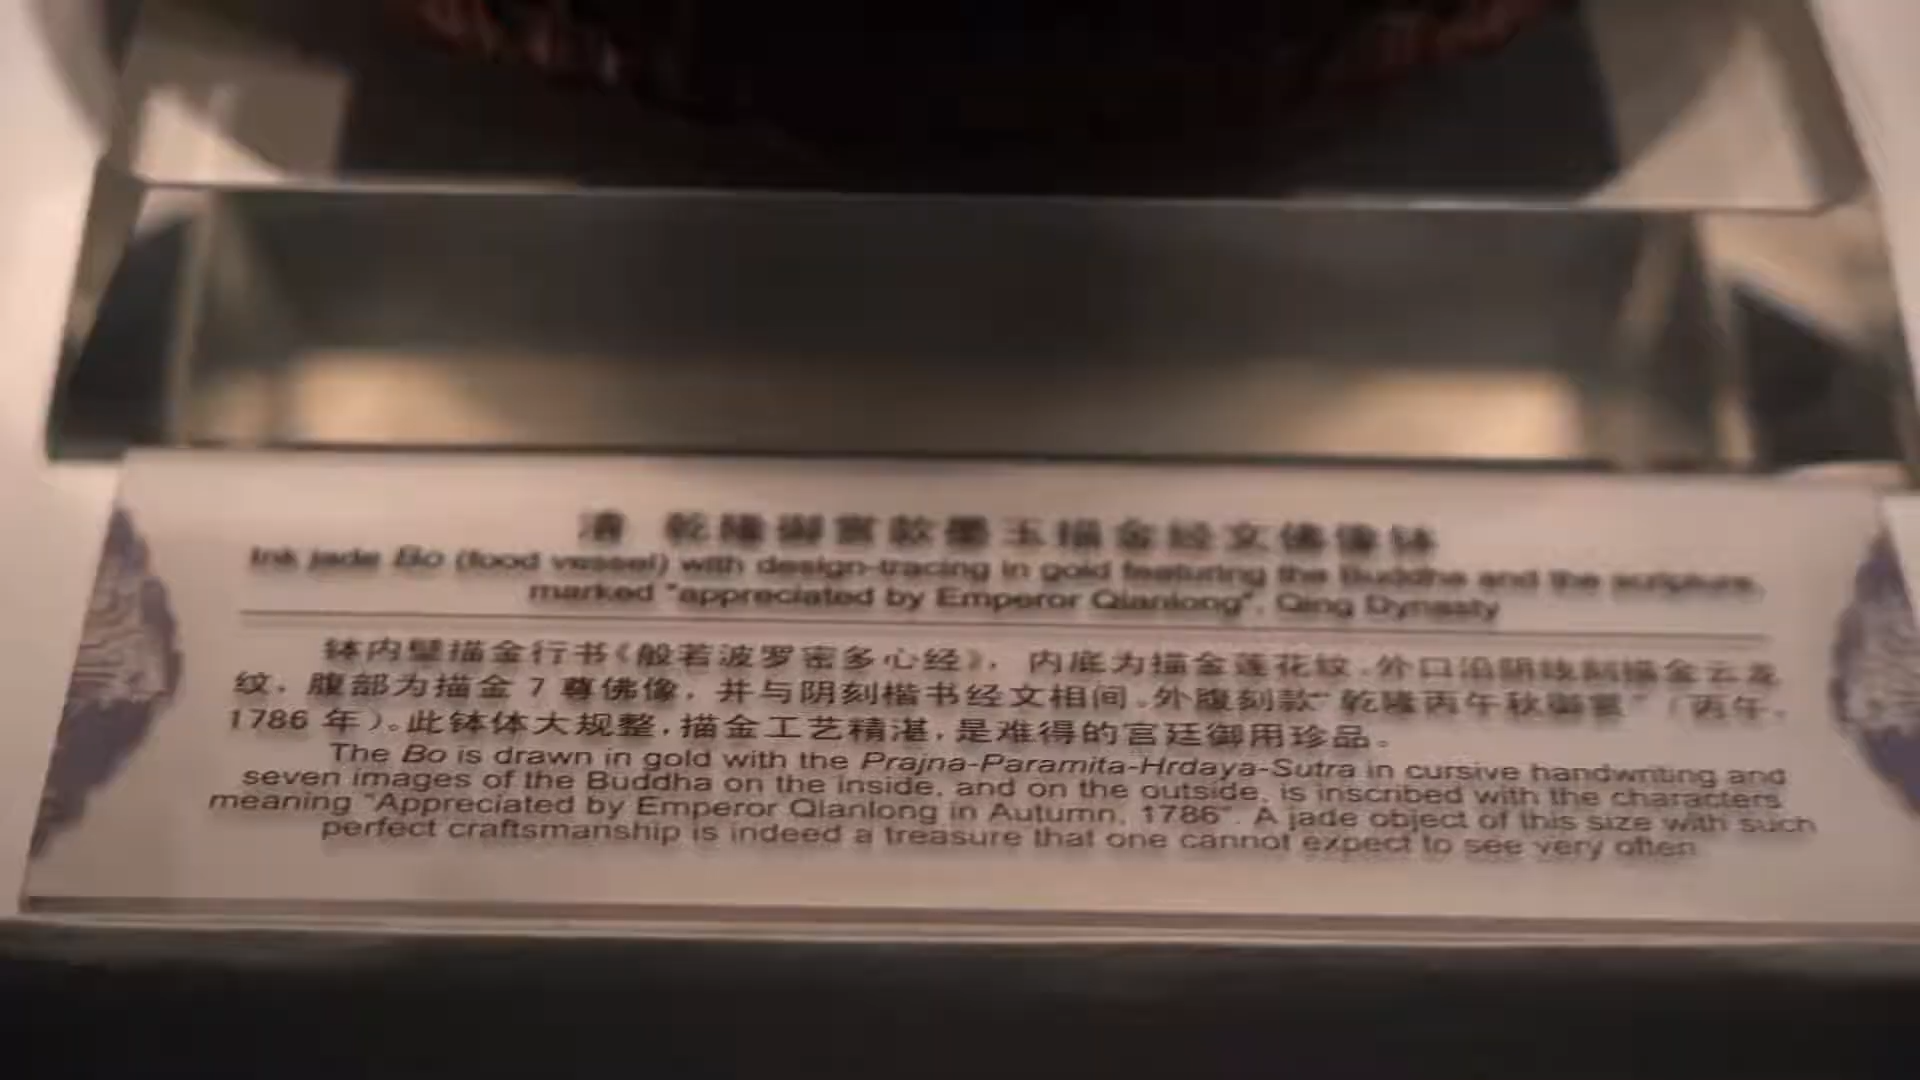 清 乾隆御赏款墨玉描金经文佛像钵
Ink jade Bo (food vessel) with design-tracing in gold featuring the Buddha and the scripture,
marked "appreciated by Emperor Qianlong", Qing Dynasty
钵内壁描金行书《般若波罗密多心经》，内底为描金莲花纹，外口沿阴线刻描金云龙
纹，腹部为描金7尊佛像，并与阴刻楷书经文相间，外腹刻款“乾隆丙午秋御赏”（丙午，
1786年）。此钵体大规整，描金工艺精湛，是难得的宫廷御用珍品。
The Bo is drawn in gold with the Prajna-Paramita-Hrdaya-Sutra in cursive handwriting and
seven images of the Buddha on the inside, and on the outside, is inscribed with the characters
meaning "Appreciated by Emperor Qianlong in Autumn, 1786". A jade object of this size with such
perfect craftsmanship is indeed a treasure that one cannot expect to see very often